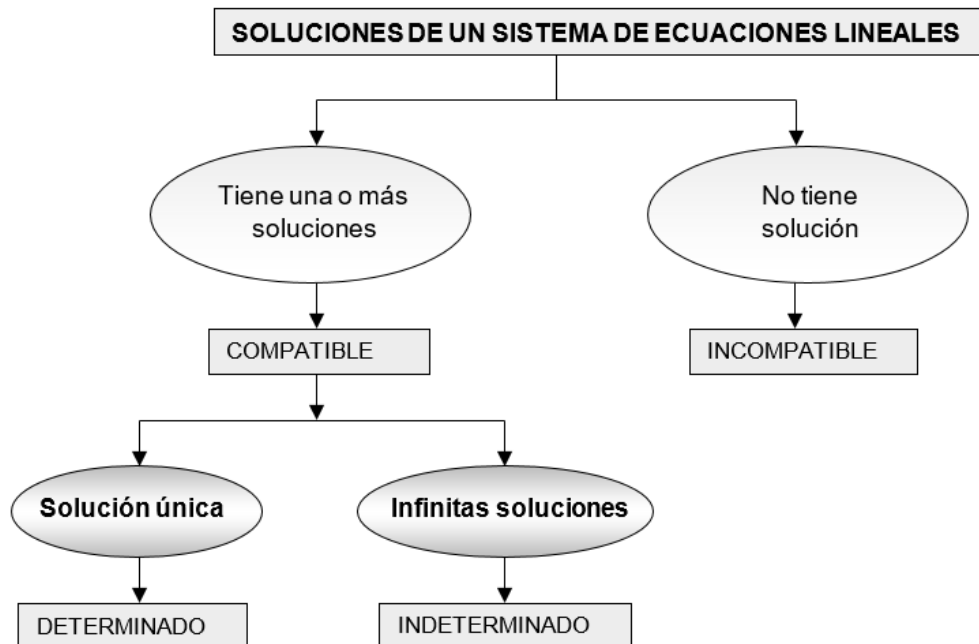 SOLUCIONES DE UN SISTEMA DE ECUACIONES LINEALES
Tiene una o más
soluciones
No tiene
solución
COMPATIBLE
INCOMPATIBLE
Solución única
Infinitas soluciones
DETERMINADO
INDETERMINADO